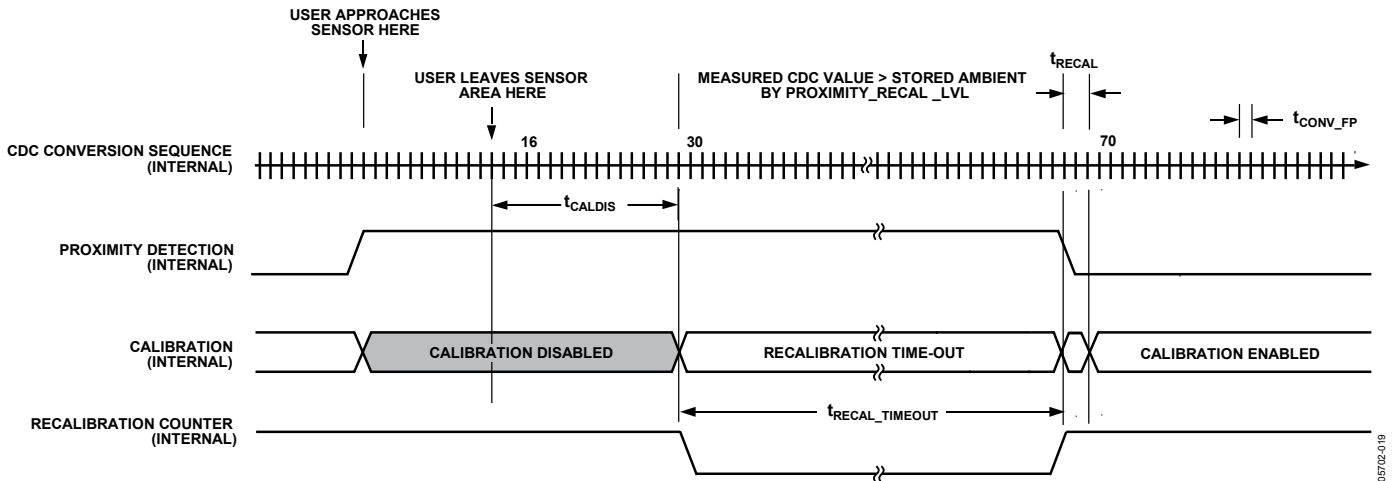 USER APPROACHES
SENSOR HERE
USER LEAVES SENSOR
AREA HERE
MEASURED CDC VALUE > STORED AMBIENT
BY PROXIMITY_RECAL _LVL
tRECAL
tCONV_FP
CDC CONVERSION SEQUENCE
(INTERNAL)
16
30
70
tCALDIS
PROXIMITY DETECTION
(INTERNAL)
CALIBRATION
(INTERNAL)
CALIBRATION DISABLED
RECALIBRATION TIME-OUT
CALIBRATION ENABLED
RECALIBRATION COUNTER
(INTERNAL)
tRECAL_TIMEOUT
05702-019